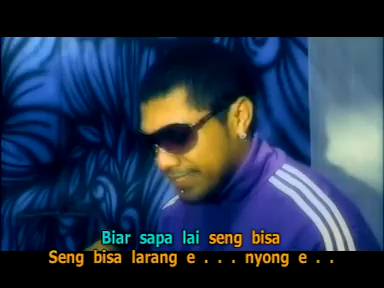 Biar sapa lai seng bisa
Seng bisa larang e . . . nyong e . .